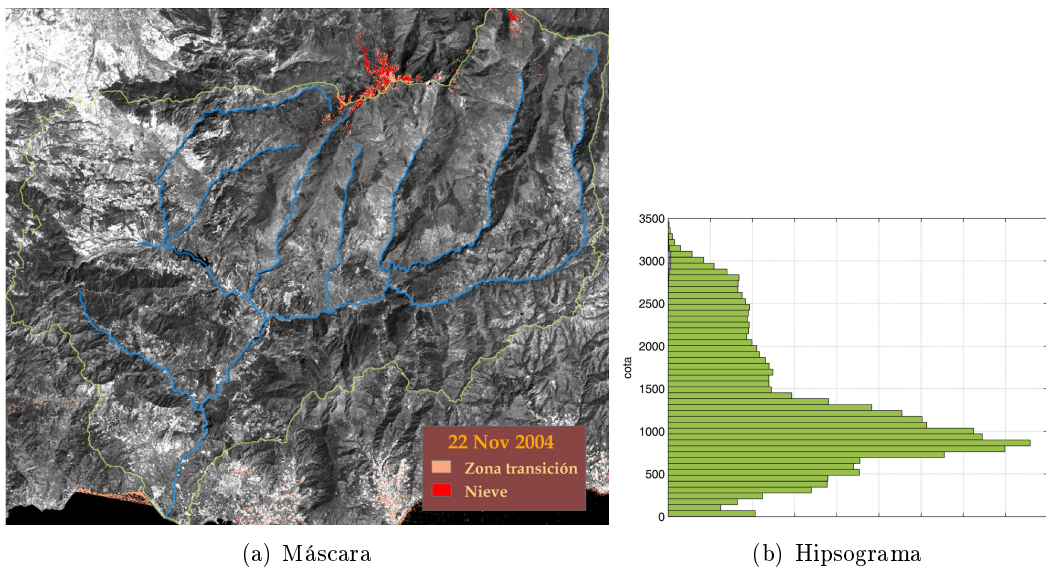 22 Nov 2004
Zona transición
Nieve
(a) Máscara
3500
3000
2500
2000
1500
1000
500
0
cota
(b) Hipsograma